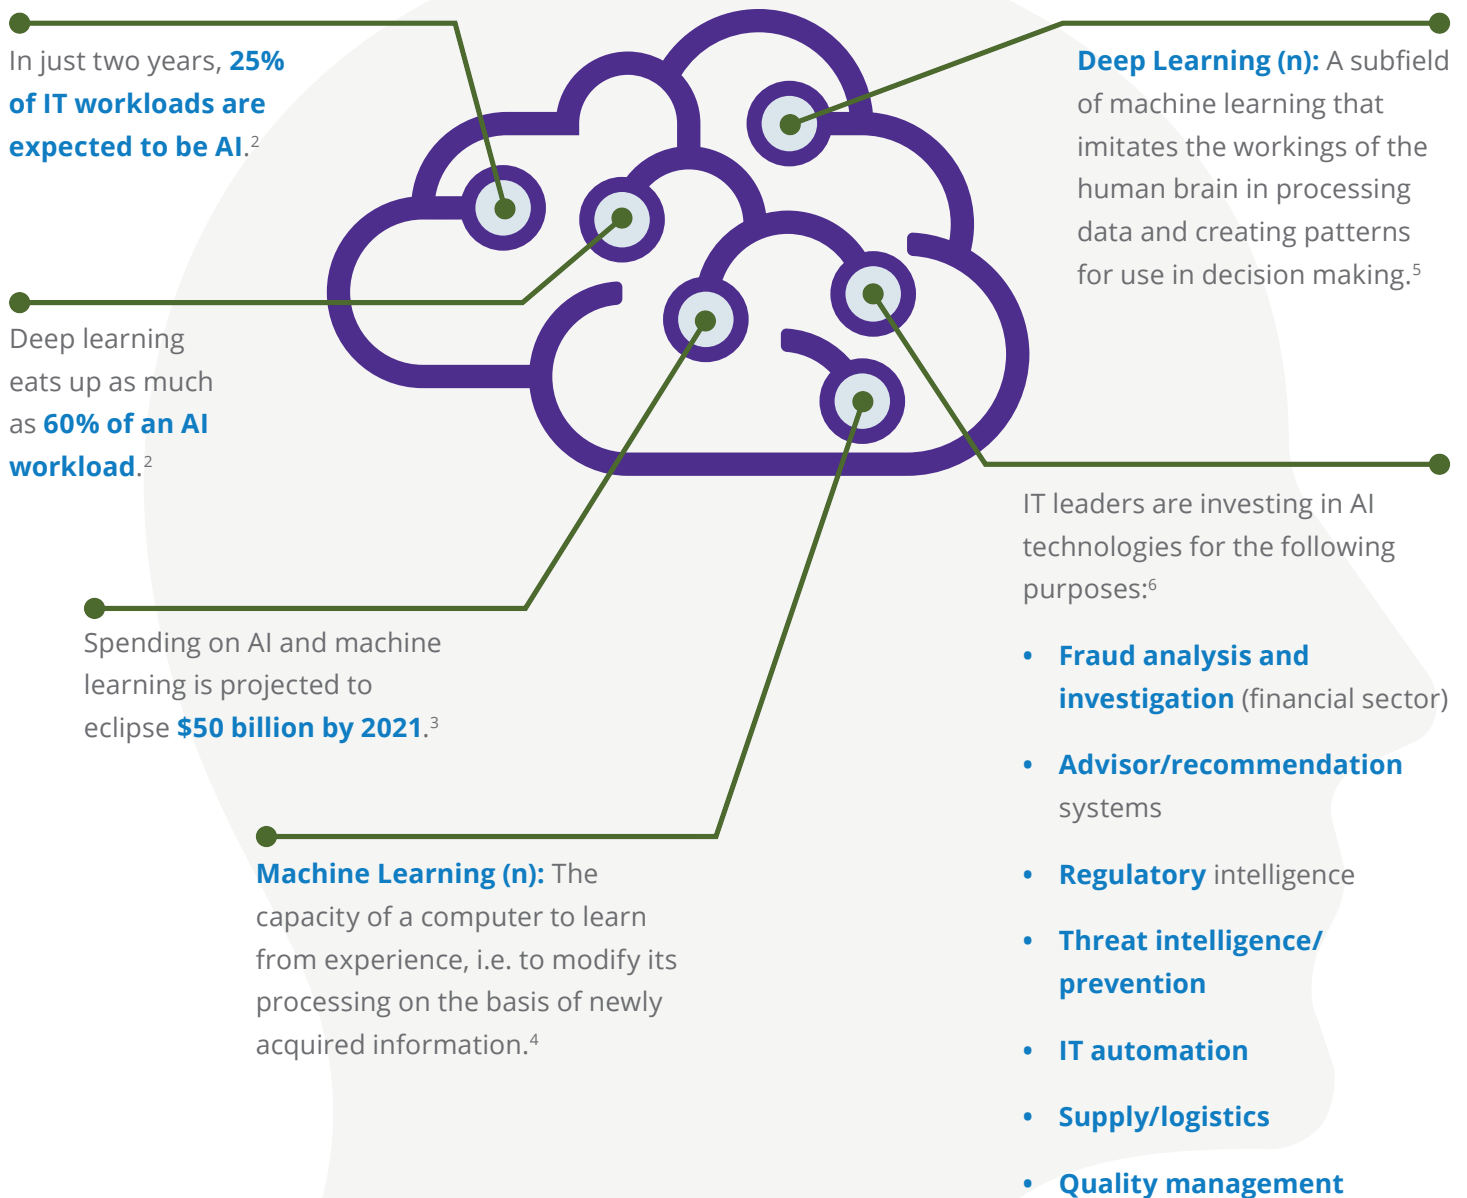 In just two years, 25%
of IT workloads are
expected to be AI.2
Deep learning
eats up as much
as 60% of an AI
workload.2
Spending on AI and machine
learning is projected to
eclipse $50 billion by 2021.3
Machine Learning (n): The
capacity of a computer to learn
from experience, i.e. to modify its
processing on the basis of newly
acquired information.4
Deep Learning (n): A subfield
of machine learning that
imitates the workings of the
human brain in processing
data and creating patterns
for use in decision making.5
IT leaders are investing in AI
technologies for the following
purposes:6
• Fraud analysis and
investigation (financial sector)
• Advisor/recommendation
systems
• Regulatory intelligence
• Threat intelligence/
prevention
• IT automation
• Supply/logistics
• Quality management